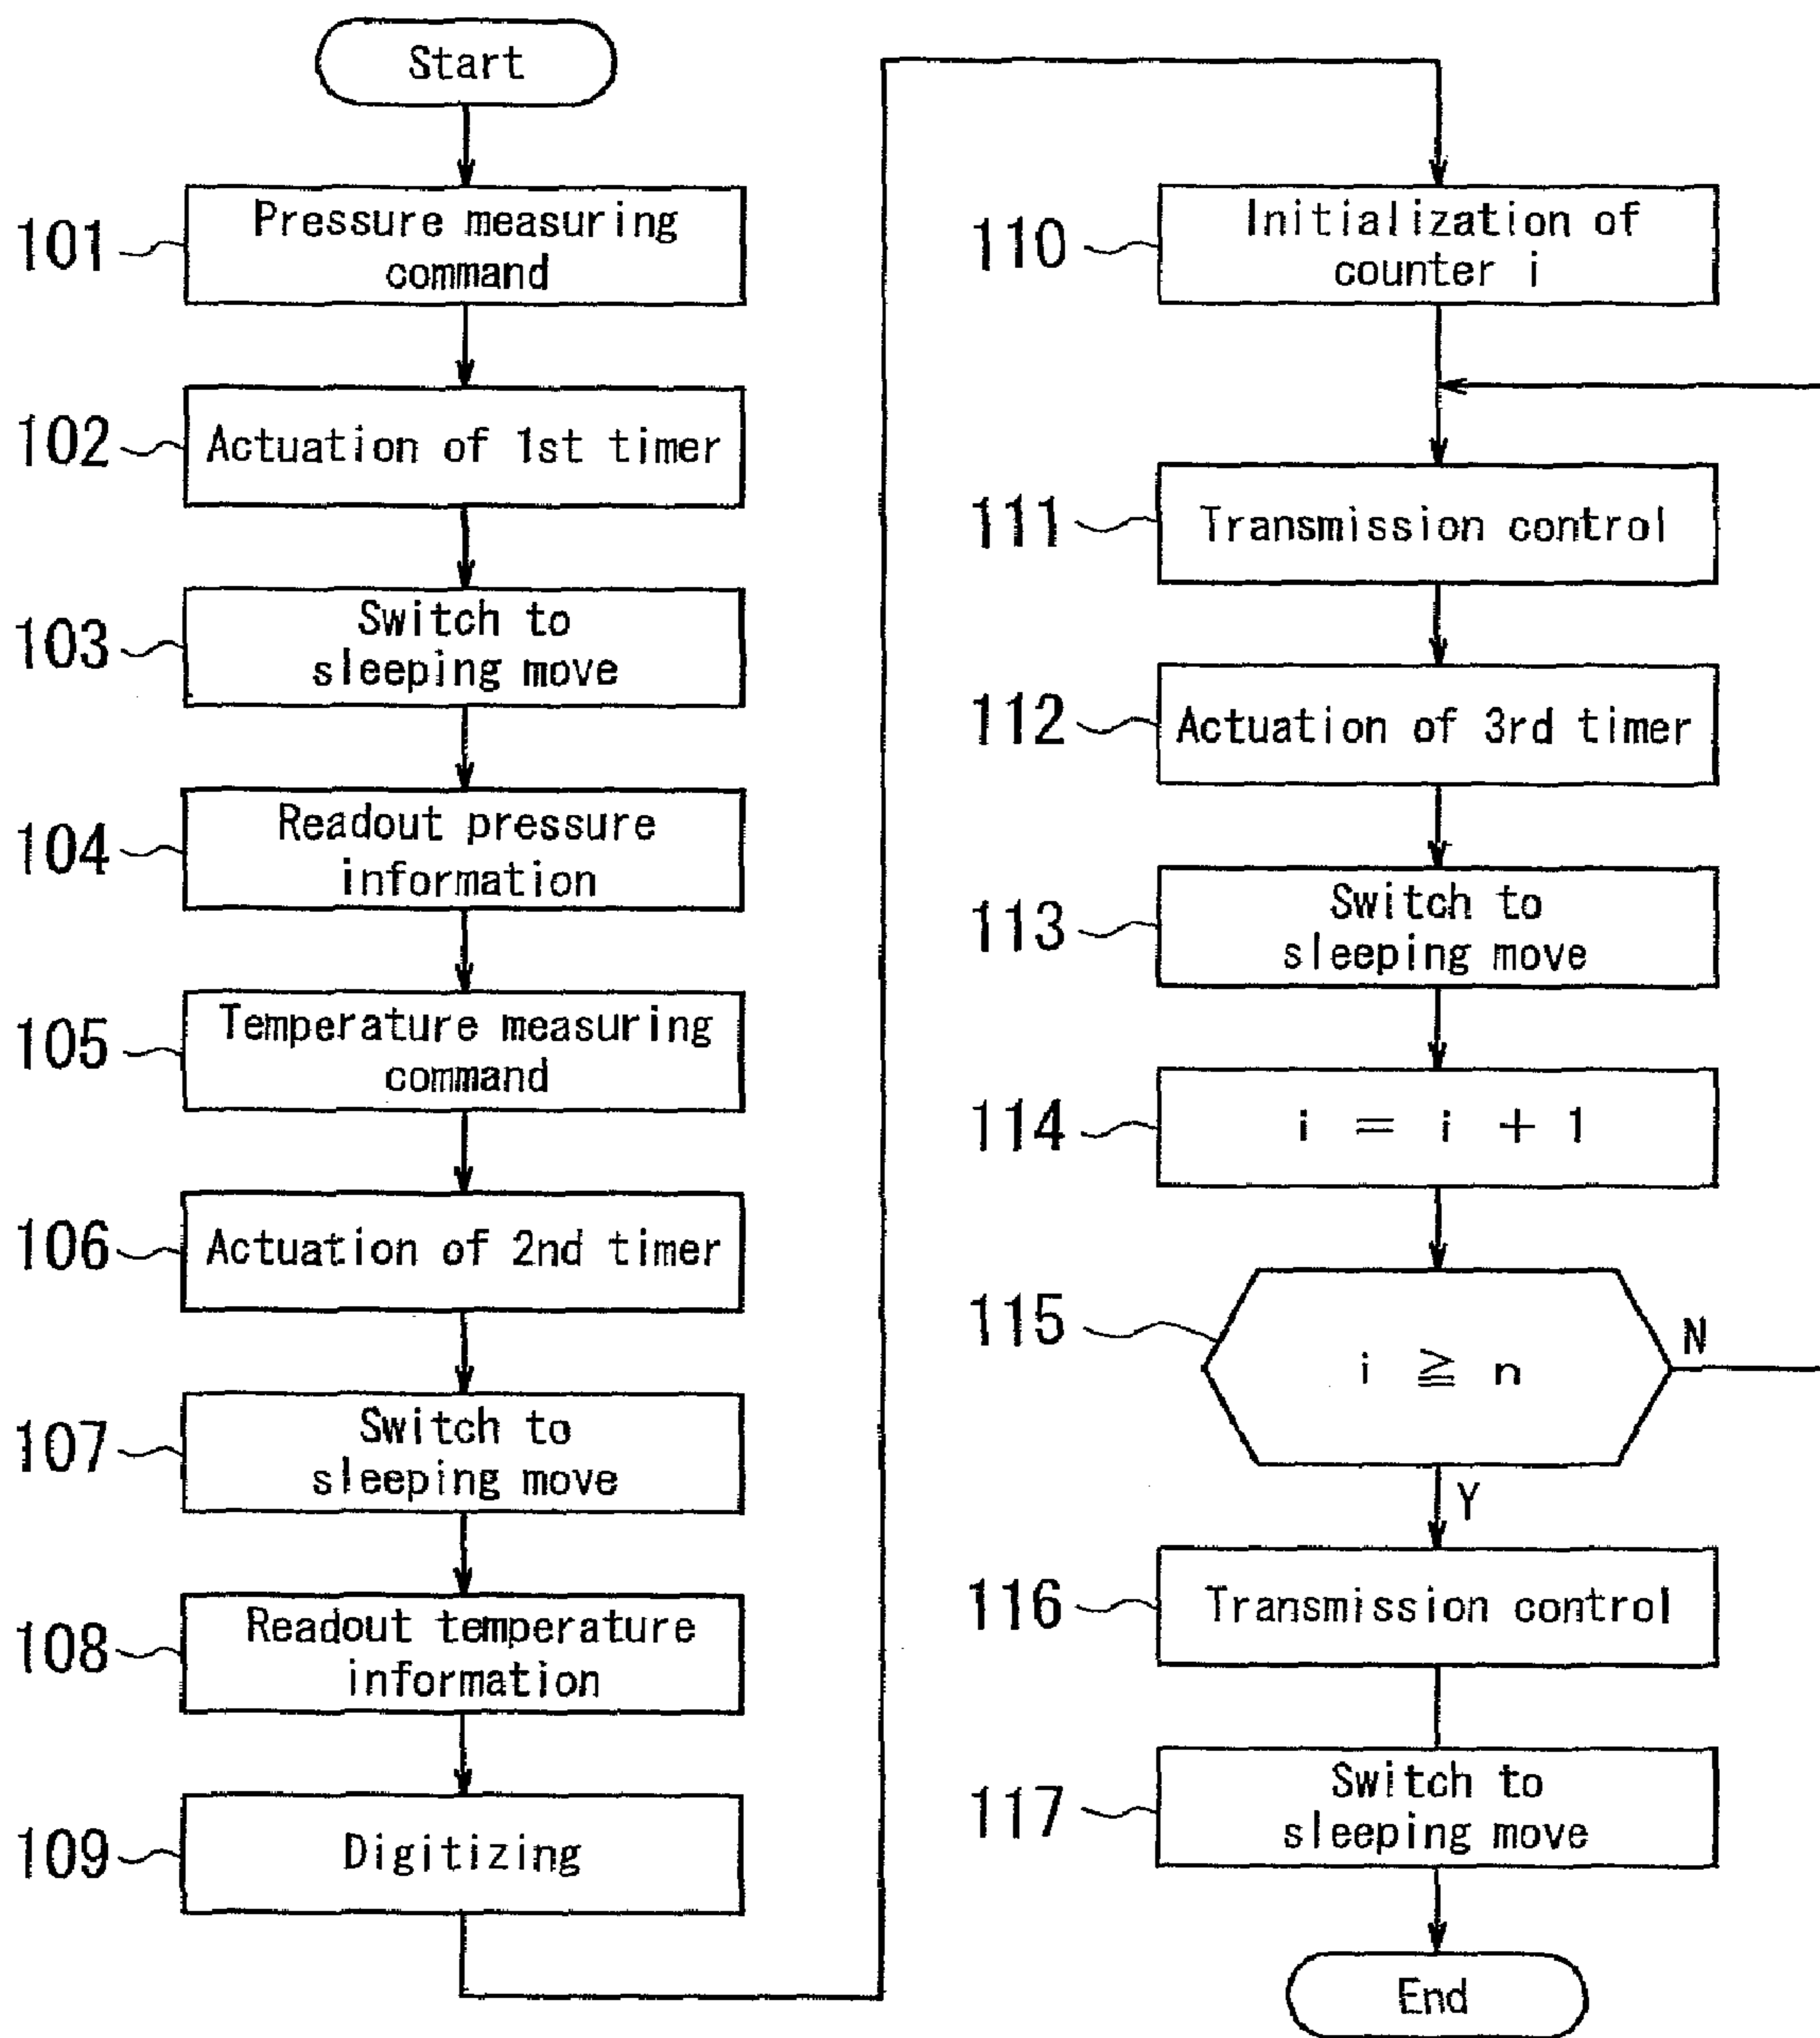 Start
101
Pressure measuring
command
102
Actuation of 1st timer
103
Switch to
sleeping move
104
Readout pressure
information
105
Temperature measuring
command
106
Actuation of 2nd timer
107
Switch to
sleeping move
108
Readout temperature
information
109
Digitizing
110
Initialization of
counter i
111
Transmission control
112
Actuation of 3rd timer
113
Switch to
sleeping move
114
i = i + 1
115
i ≧ n
N
Y
116
Transmission control
117
Switch to
sleeping move
End